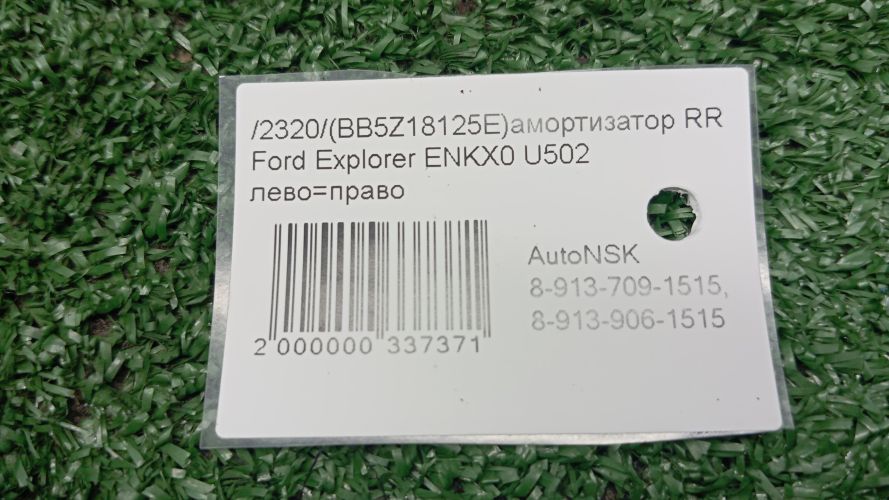 /2320/(BB5Z18125E)амортизатор RR
Ford Explorer ENKX0 U502
лево=право
AutoNSK
8-913-709-1515,
8-913-906-1515
2 000000 337371